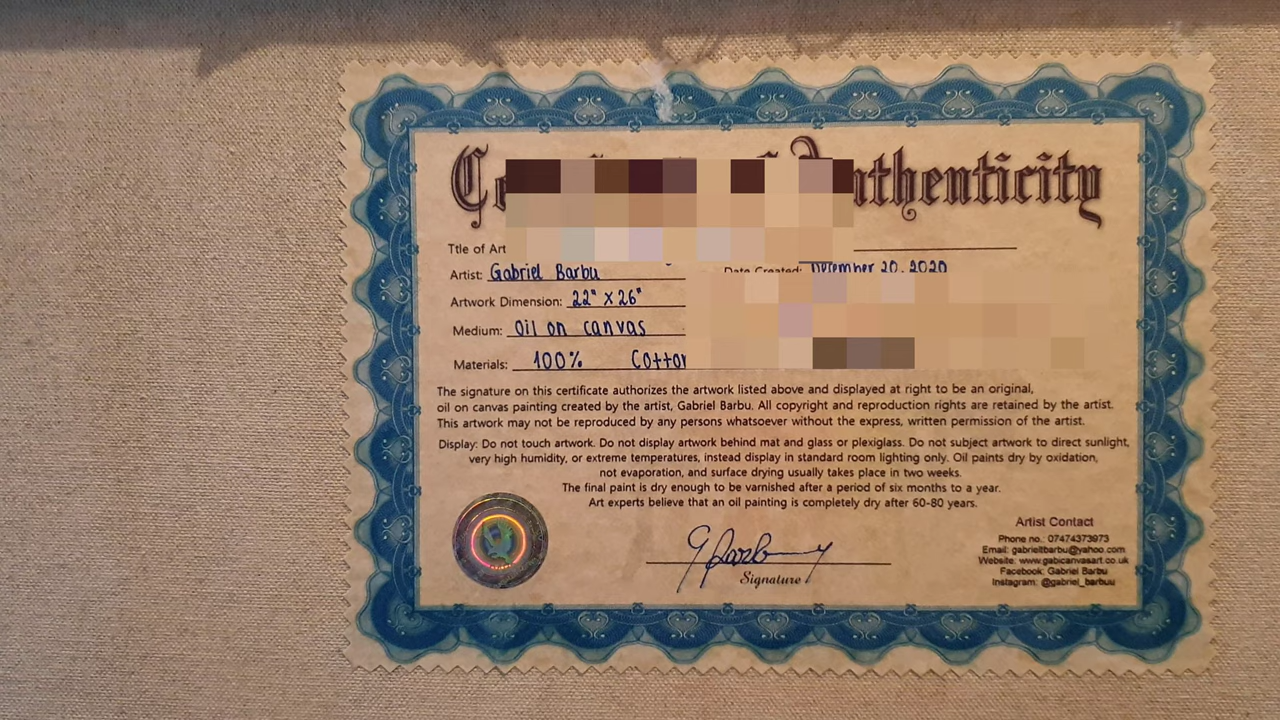 Authenticity
Ttle of Art
Artist: Gabriel Barbu
Date Created: 20, 2020
Artwork Dimension: 22" x 26"
Medium: Oil on canvas
Materials: 100%
The signature on this certificate authorizes the artwork listed above and displayed at right to be an original,
oil on canvas painting created by the artist, Gabriel Barbu. All copyright and reproduction rights are retained by the artist.
This artwork may not be reproduced by any persons whatsoever without the express, written permission of the artist.
Display: Do not touch artwork. Do not display artwork behind mat and glass or plexiglass. Do not subject artwork to direct sunlight,
very high humidity, or extreme temperatures, instead display in standard room lighting only. Oil paints dry by oxidation,
not evaporation, and surface drying usually takes place in two weeks.
The final paint is dry enough to be varnished after a period of six months to a year.
Art experts believe that an oil painting is completely dry after 60-80 years.
Artist Contact
Phone no.: 07474373973
Email: gabrieltbarbu@yahoo.com
Website: www.gabicanvasart.co.uk
Facebook: Gabriel Barbu
Instagram: @gabriel_barbuu
Signature